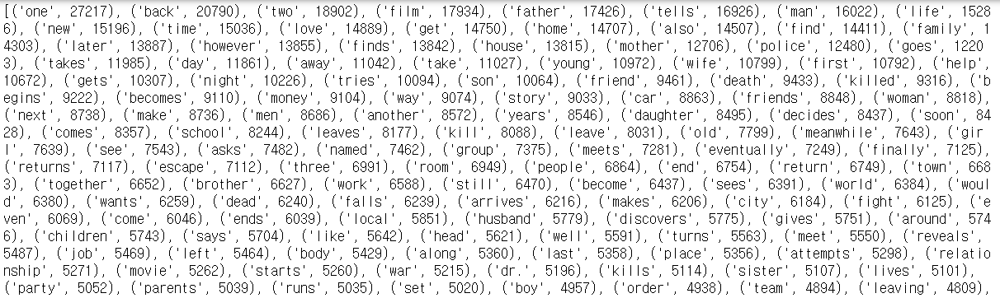 [('one', 27217), ('back', 20790), ('two', 18902), ('film', 17934), ('father', 17426), ('tells', 16926), ('man', 16022), ('life', 1528
6), ('new', 15196), ('time', 15036), ('love', 14889), ('get', 14750), ('home', 14707), ('also', 14507), ('find', 14411), ('family', 1
4303), ('later', 13887), ('however', 13855), ('finds', 13842), ('house', 13815), ('mother', 12706), ('police', 12480), ('goes', 1220
3), ('takes', 11985), ('day', 11861), ('away', 11042), ('take', 11027), ('young', 10972), ('wife', 10799), ('first', 10792), ('help',
10672), ('gets', 10307), ('night', 10226), ('tries', 10094), ('son', 10064), ('friend', 9461), ('death', 9433), ('killed', 9316), ('b
egins', 9222), ('becomes', 9110), ('money', 9104), ('way', 9074), ('story', 9033), ('car', 8863), ('friends', 8848), ('woman', 8818),
('next', 8738), ('make', 8736), ('men', 8686), ('another', 8572), ('years', 8546), ('daughter', 8495), ('decides', 8437), ('soon', 84
28), ('comes', 8357), ('school', 8244), ('leaves', 8177), ('kill', 8088), ('leave', 8031), ('old', 7799), ('meanwhile', 7643), ('gir
l', 7639), ('see', 7543), ('asks', 7482), ('named', 7462), ('group', 7375), ('meets', 7281), ('eventually', 7249), ('finally', 7125),
('returns', 7117), ('escape', 7112), ('three', 6991), ('room', 6949), ('people', 6864), ('end', 6754), ('return', 6749), ('town', 668
3), ('together', 6652), ('brother', 6627), ('work', 6588), ('still', 6470), ('become', 6437), ('sees', 6391), ('world', 6384), ('woul
d', 6380), ('wants', 6259), ('dead', 6240), ('falls', 6239), ('arrives', 6216), ('makes', 6206), ('city', 6184), ('fight', 6125), ('e
ven', 6069), ('come', 6046), ('ends', 6039), ('local', 5851), ('husband', 5779), ('discovers', 5775), ('gives', 5751), ('around', 574
6), ('children', 5743), ('says', 5704), ('like', 5642), ('head', 5621), ('well', 5591), ('turns', 5563), ('meet', 5550), ('reveals',
5487), ('job', 5469), ('left', 5464), ('body', 5429), ('along', 5360), ('last', 5358), ('place', 5356), ('attempts', 5298), ('relatio
nship', 5271), ('movie', 5262), ('starts', 5260), ('war', 5215), ('dr.', 5196), ('kills', 5114), ('sister', 5107), ('lives', 5101),
('party', 5052), ('parents', 5039), ('runs', 5035), ('set', 5020), ('boy', 4957), ('order', 4938), ('team', 4894), ('leaving', 4809),